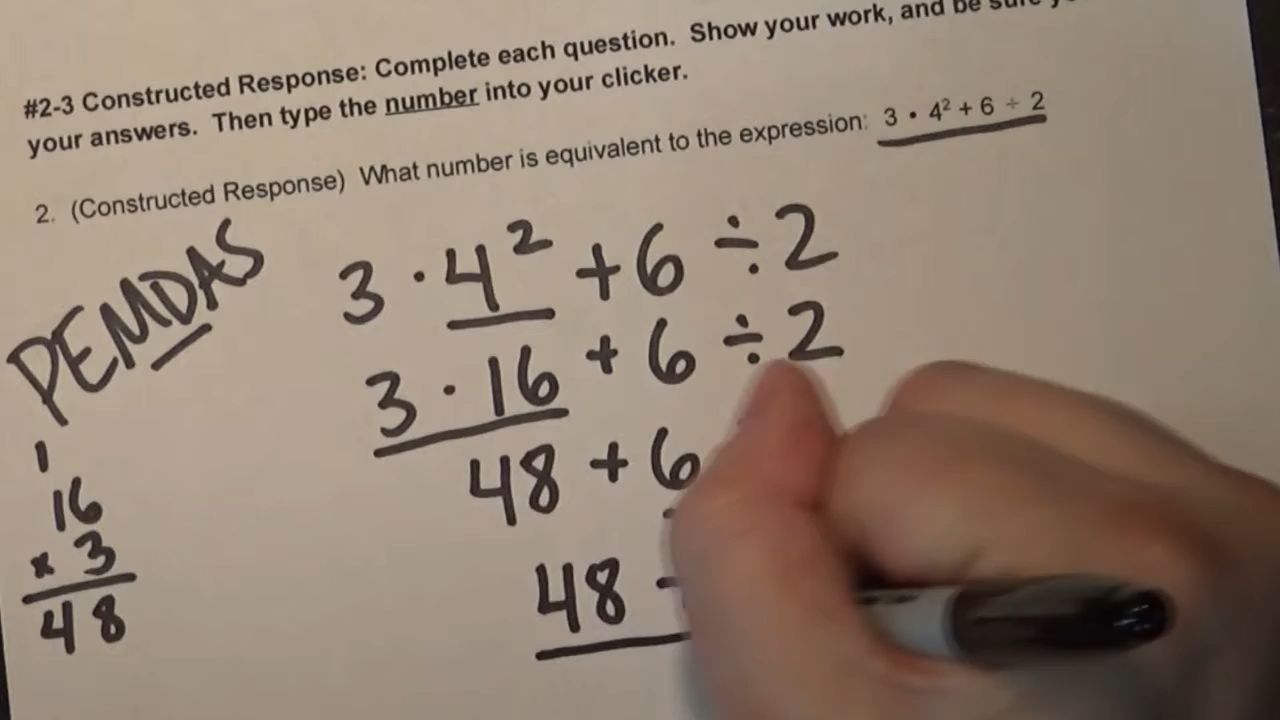 #2-3 Constructed Response: Complete each question. Show your work, and be sure
your answers. Then type the number into your clicker.
2. (Constructed Response) What number is equivalent to the expression: 3 • 4² + 6 ÷ 2
PEMDAS
3 · 4² + 6 ÷ 2
3 · 16 + 6 ÷ 2
48 + 6
48
1
16
× 3
48